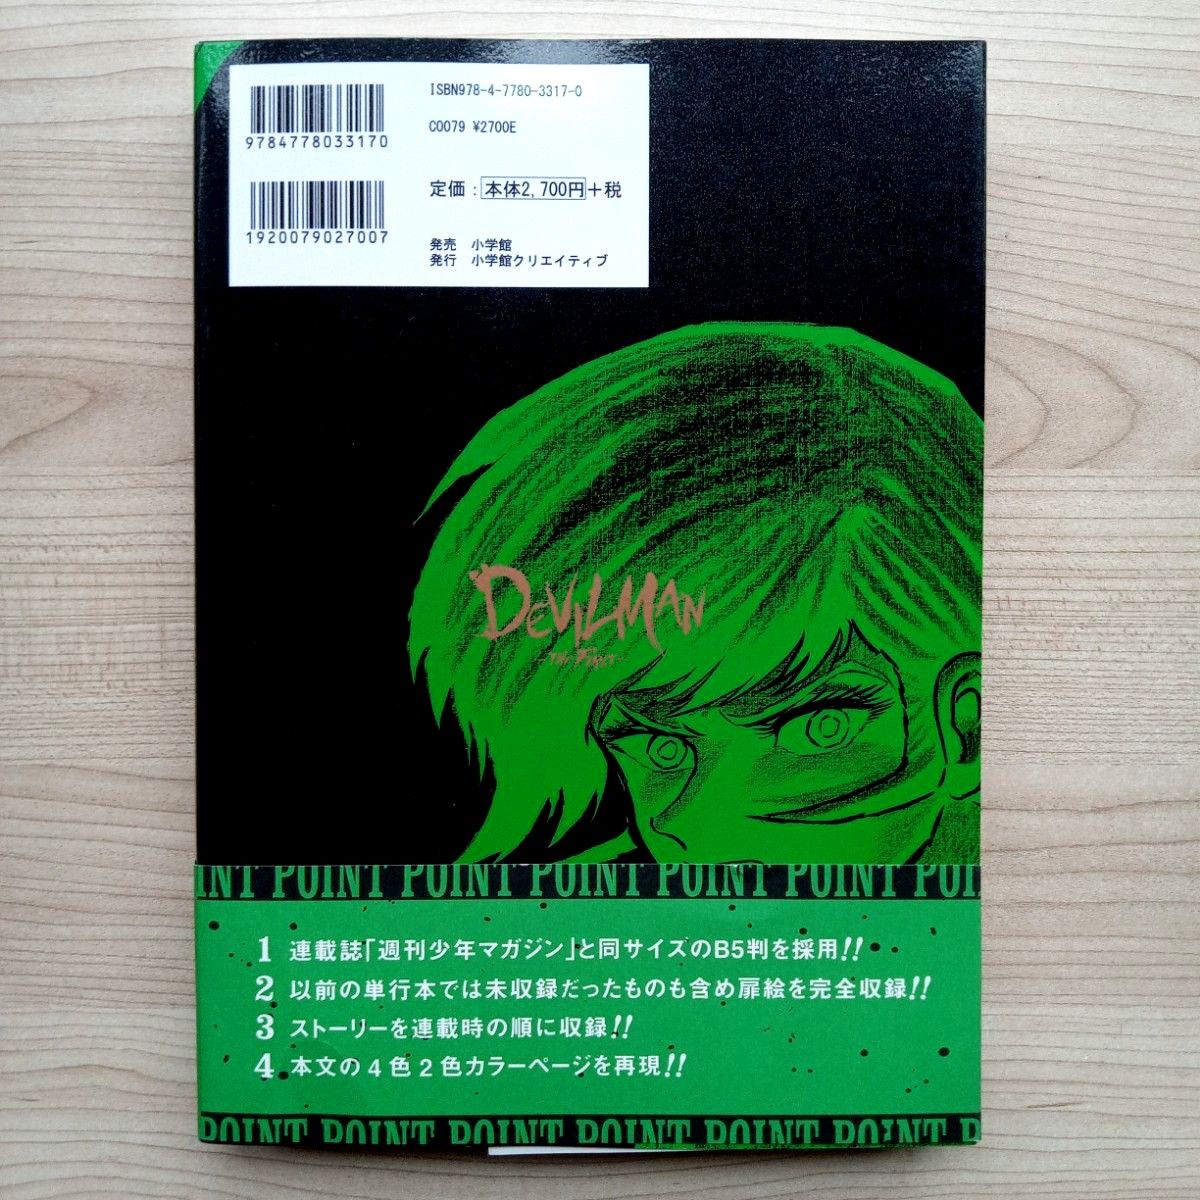 ISBN978-4-7780-3317-0
C0079 ¥2700E
9784778033170
定価：本体2,700円+税
1920079027007
発売 小学館
発行 小学館クリエイティブ
DEVILMAN
-THE FIRST-
INT POINT POINT POINT POINT POINT POI
1 連載誌「週刊少年マガジン」と同サイズのB5判を採用!!
2 以前の単行本では未収録だったものも含め扉絵を完全収録!!
3 ストーリーを連載時の順に収録!!
4 本文の4色2色カラーページを再現!!
POINT POINT POINT POINT POINT POINT